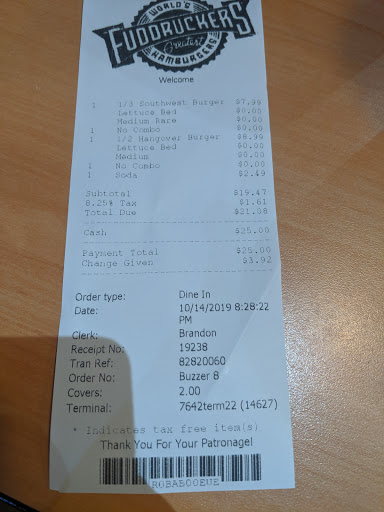 WORLD'S
FUDDRUCKERS
Greatest
HAMBURGERS
Welcome
1 1/3 Southwest Burger $7.99
Lettuce Bed $0.00
Medium Rare $0.00
1 No Combo $0.00
1 1/2 Hangover Burger $8.99
Lettuce Bed $0.00
Medium $0.00
1 No Combo $0.00
1 Soda $2.49
Subtotal $19.47
8.25% Tax $1.61
Total Due $21.08
Cash $25.00
Payment Total $25.00
Change Given $3.92
Order type: Dine In
Date: 10/14/2019 8:28:22
PM
Clerk: Brandon
Receipt No: 19238
Tran Ref: 82820060
Order No: Buzzer 8
Covers: 2.00
Terminal: 7642term22 (14627)
* Indicates tax free item(s)
Thank You For Your Patronage!
R0BAB00EUE